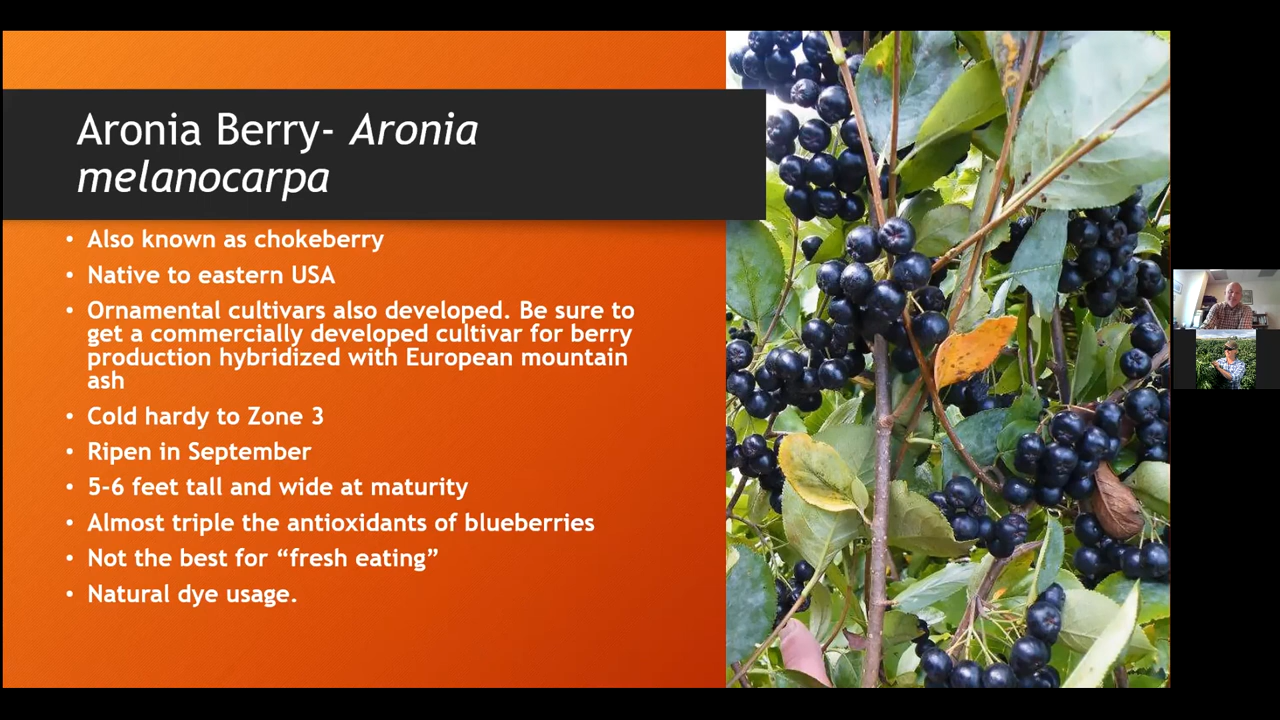 Aronia Berry- Aronia
melanocarpa
• Also known as chokeberry
• Native to eastern USA
• Ornamental cultivars also developed. Be sure to
get a commercially developed cultivar for berry
production hybridized with European mountain
ash
• Cold hardy to Zone 3
• Ripen in September
• 5-6 feet tall and wide at maturity
• Almost triple the antioxidants of blueberries
• Not the best for “fresh eating”
• Natural dye usage.